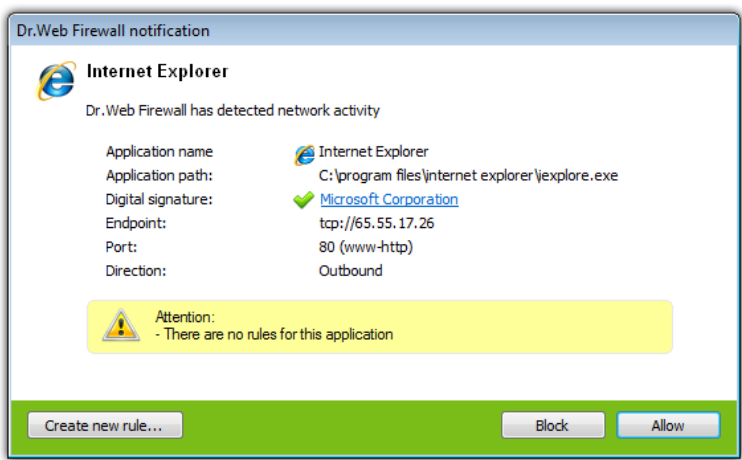 Dr.Web Firewall notification
Internet Explorer
Dr.Web Firewall has detected network activity
Application name Internet Explorer
Application path: C:\program files\internet explorer\iexplore.exe
Digital signature: Microsoft Corporation
Endpoint: tcp://65.55.17.26
Port: 80 (www-http)
Direction: Outbound
Attention:
- There are no rules for this application
Create new rule... Block Allow